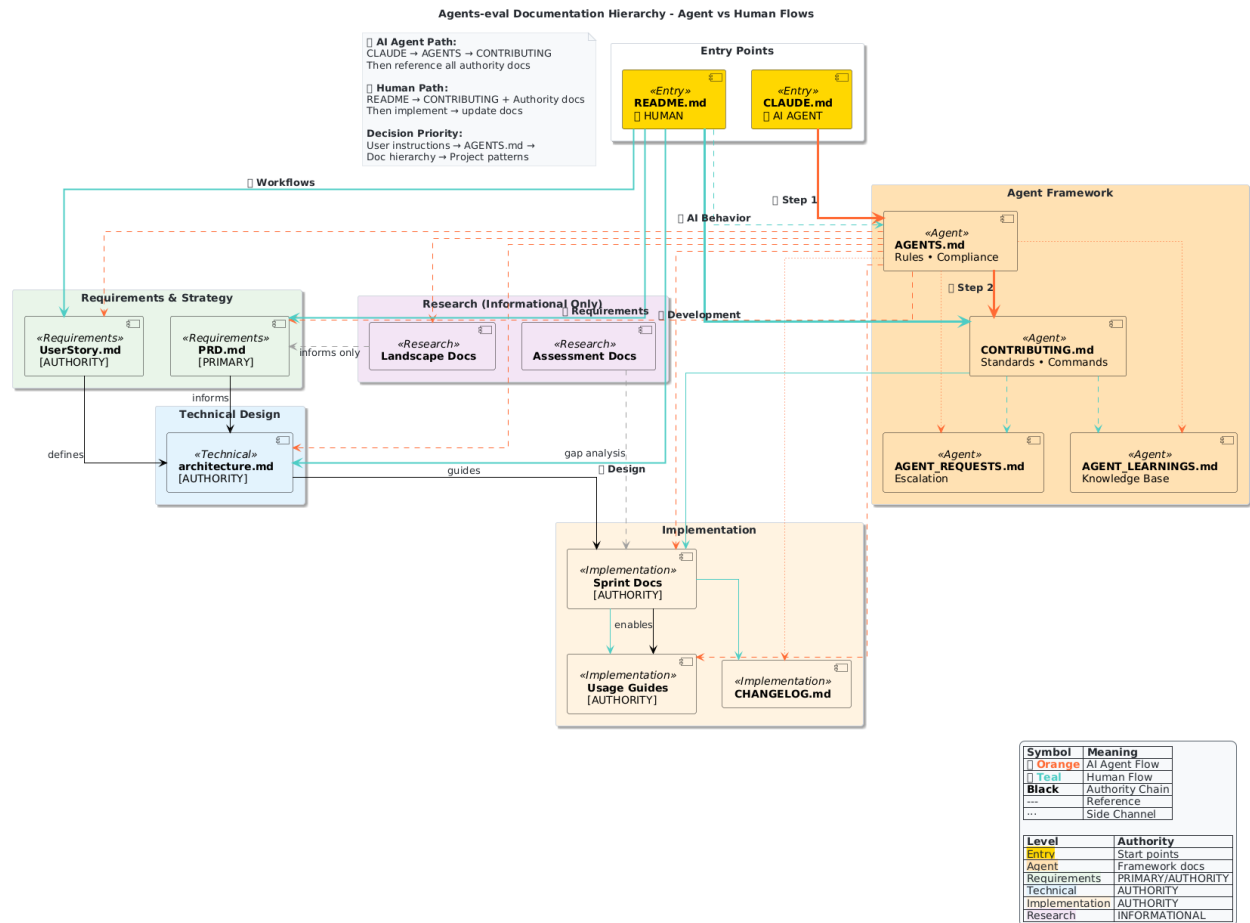 Agents-eval Documentation Hierarchy - Agent vs Human Flows
AI Agent Path:
CLAUDE → AGENTS → CONTRIBUTING
Then reference all authority docs
Human Path:
README → CONTRIBUTING + Authority docs
Then implement → update docs
Decision Priority:
User instructions → AGENTS.md →
Doc hierarchy → Project patterns
Entry Points
«Entry»
README.md
HUMAN
«Entry»
CLAUDE.md
AI AGENT
Workflows
Step 1
AI Behavior
Agent Framework
«Agent»
AGENTS.md
Rules • Compliance
Step 2
Requirements & Strategy
«Requirements»
UserStory.md
[AUTHORITY]
«Requirements»
PRD.md
[PRIMARY]
Research (Informational Only)
Requirements
Development
informs only
«Research»
Landscape Docs
«Research»
Assessment Docs
«Agent»
CONTRIBUTING.md
Standards • Commands
informs
Technical Design
defines
«Technical»
architecture.md
[AUTHORITY]
gap analysis
Design
guides
«Agent»
AGENT_REQUESTS.md
Escalation
«Agent»
AGENT_LEARNINGS.md
Knowledge Base
Implementation
«Implementation»
Sprint Docs
[AUTHORITY]
enables
«Implementation»
Usage Guides
[AUTHORITY]
«Implementation»
CHANGELOG.md
Symbol Meaning
Orange AI Agent Flow
Teal Human Flow
Black Authority Chain
--- Reference
... Side Channel
Level Authority
Entry Start points
Agent Framework docs
Requirements PRIMARY/AUTHORITY
Technical AUTHORITY
Implementation AUTHORITY
Research INFORMATIONAL